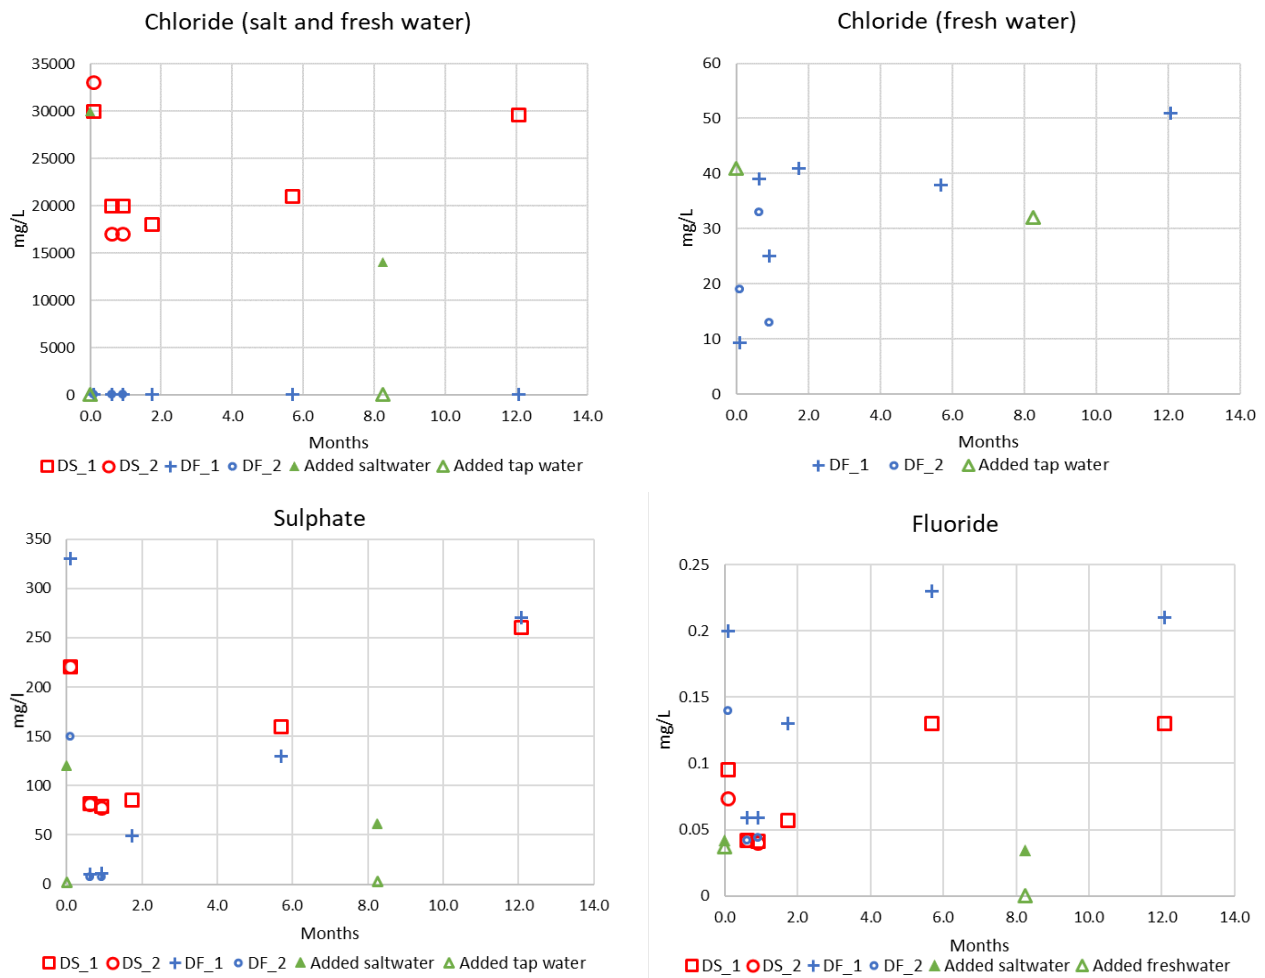 Chloride (salt and fresh water)
35000
30000
25000
20000
15000
10000
5000
0
mg/L
0.0 2.0 4.0 6.0 8.0 10.0 12.0 14.0
Months
DS_1 DS_2 DF_1 DF_2 Added saltwater Added tap water
Chloride (fresh water)
60
50
40
30
20
10
0
mg/L
0.0 2.0 4.0 6.0 8.0 10.0 12.0 14.0
Months
DF_1 DF_2 Added tap water
Sulphate
350
300
250
200
150
100
50
0
mg/l
0.0 2.0 4.0 6.0 8.0 10.0 12.0 14.0
Months
DS_1 DS_2 DF_1 DF_2 Added saltwater Added tap water
Fluoride
0.25
0.2
0.15
0.1
0.05
0
mg/L
0.0 2.0 4.0 6.0 8.0 10.0 12.0 14.0
Months
DS_1 DS_2 DF_1 DF_2 Added saltwater Added freshwater